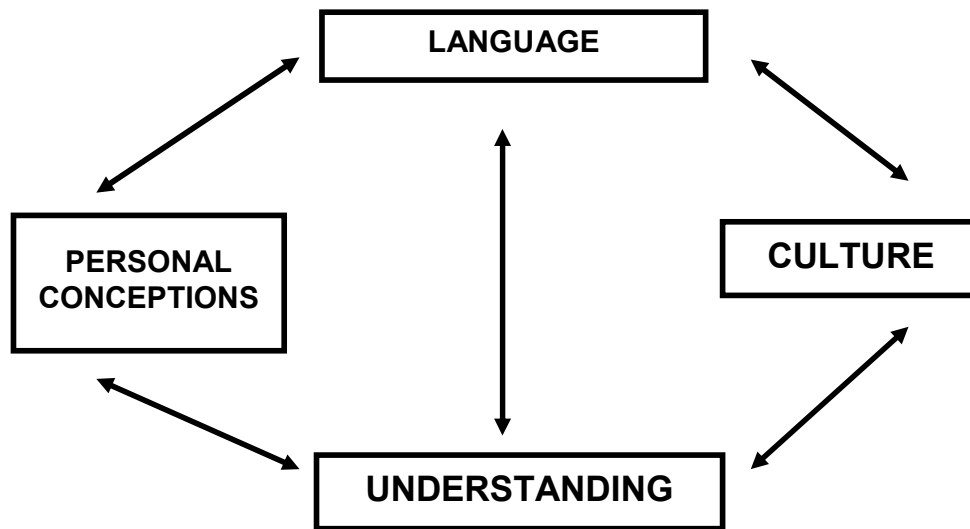 LANGUAGE
PERSONAL
CONCEPTIONS
CULTURE
UNDERSTANDING